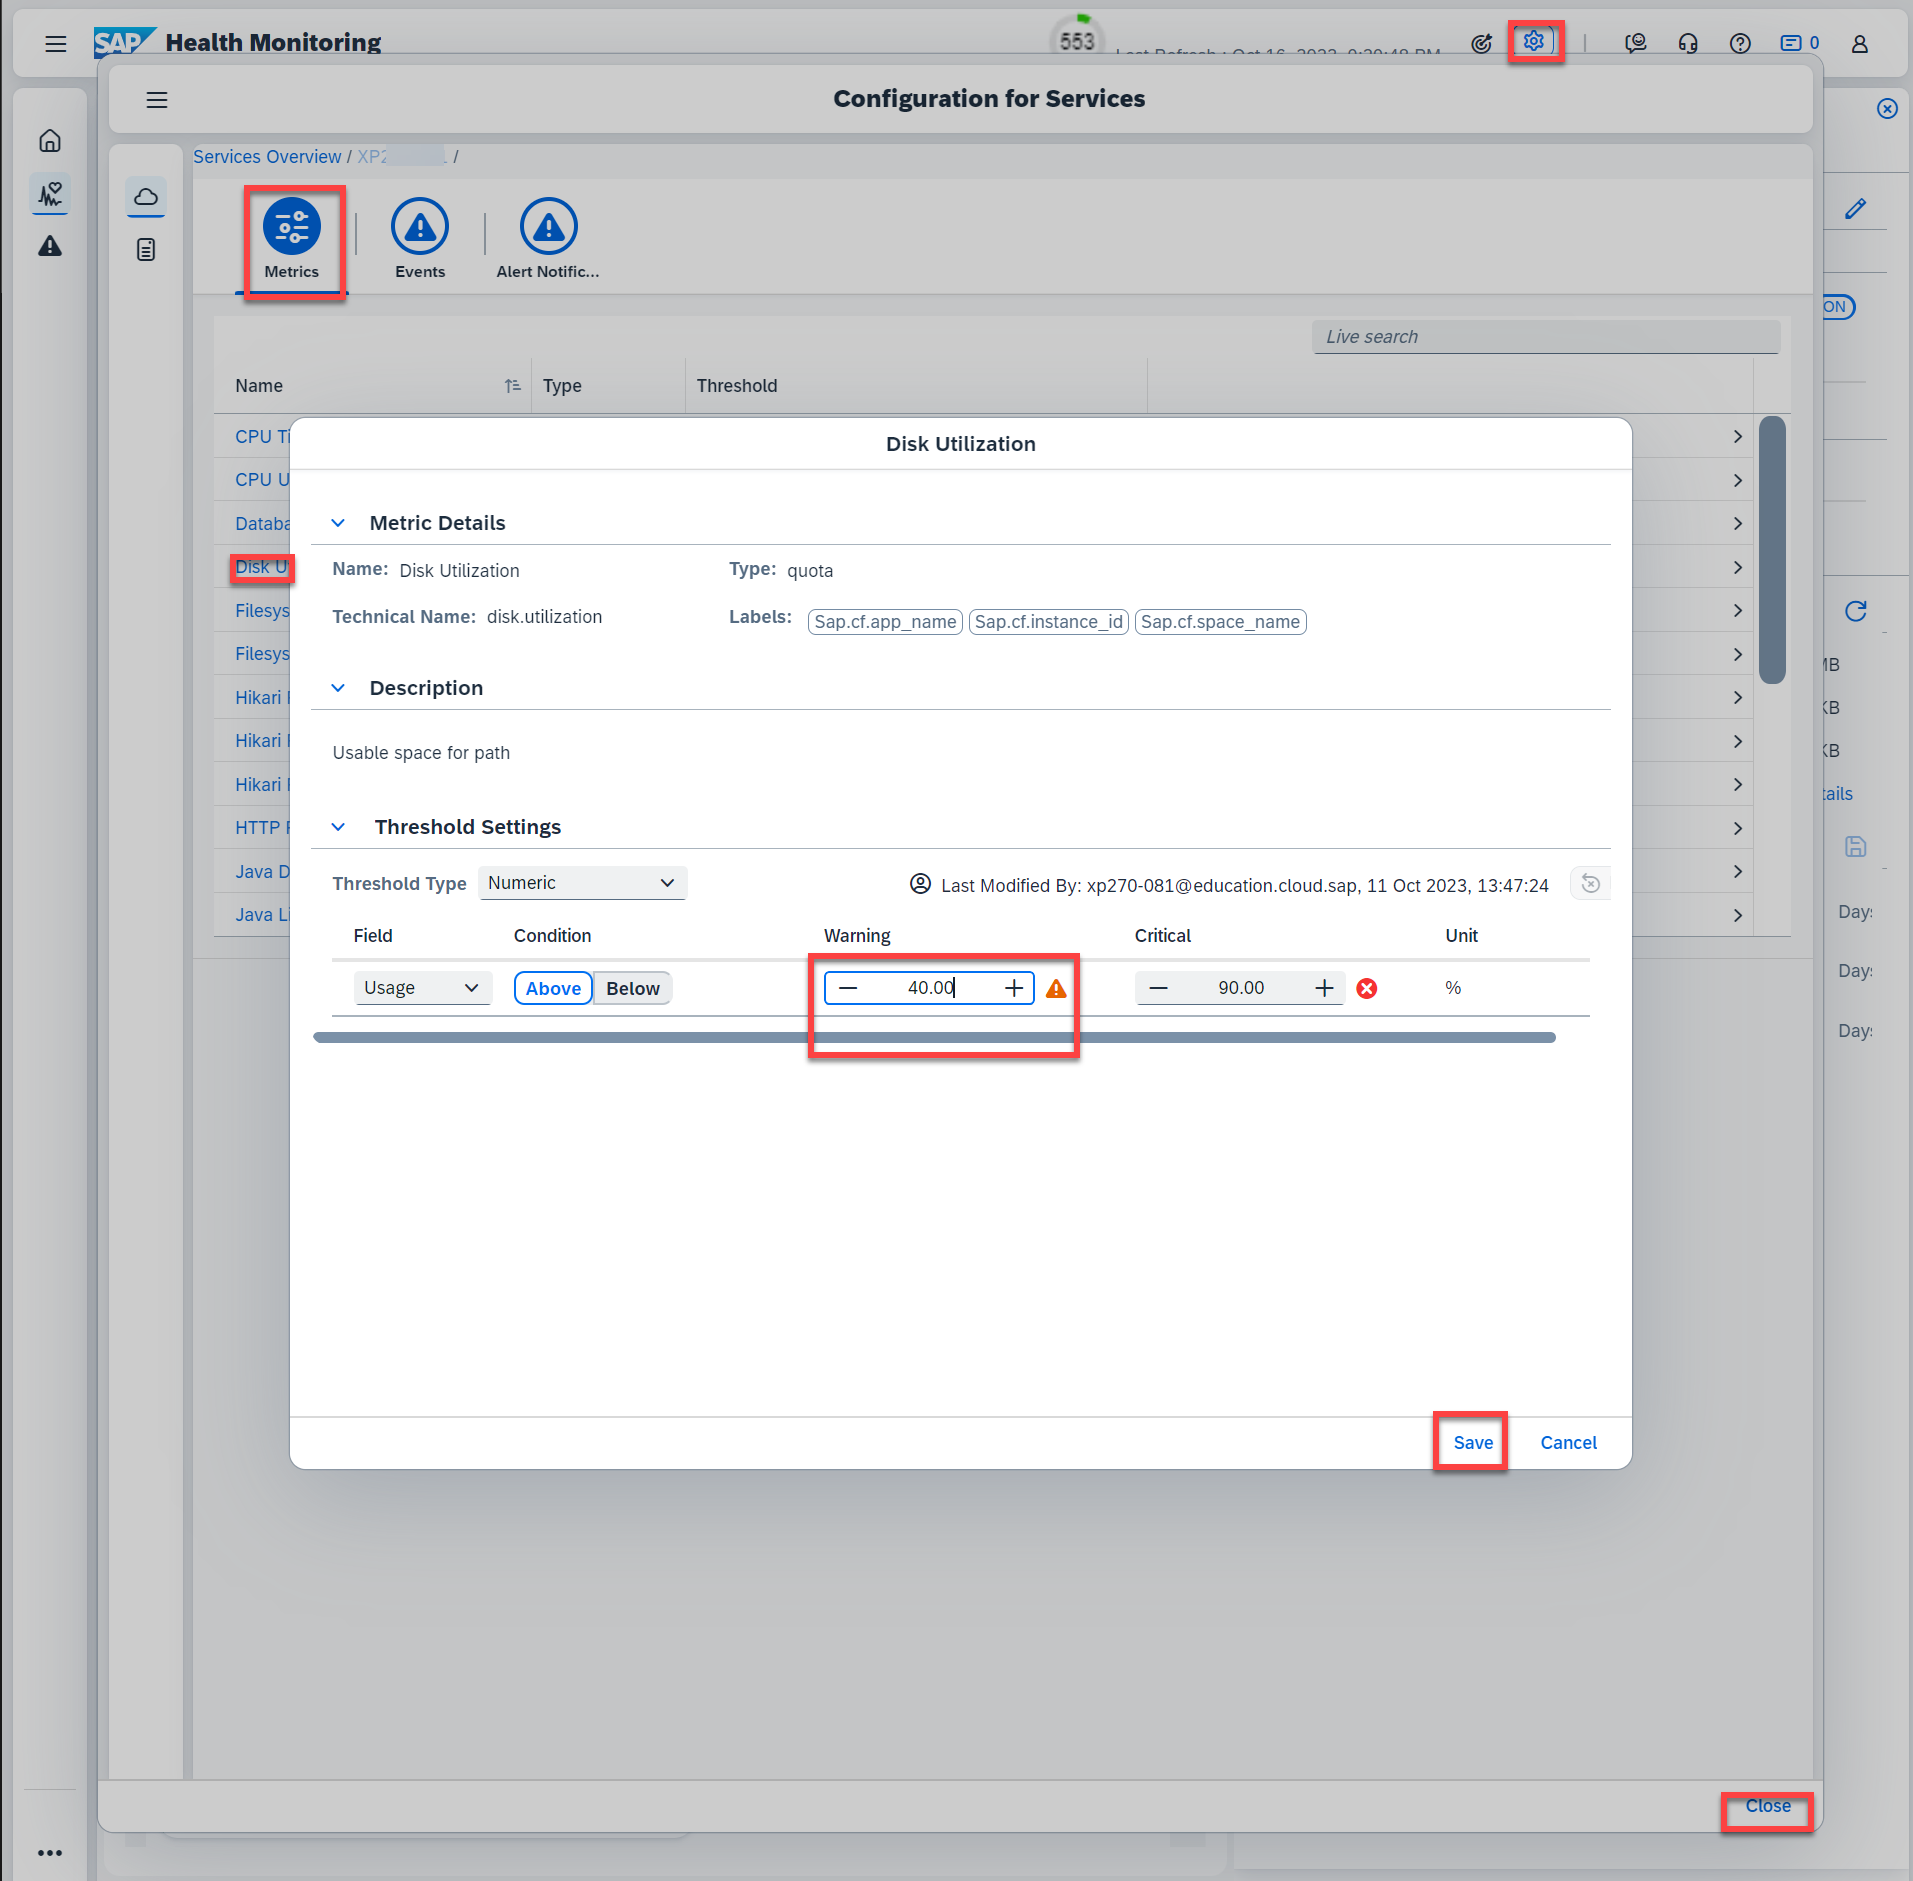 SAP Health Monitoring
553
0
Configuration for Services
Services Overview / XP2 /
Metrics
Events
Alert Notific...
ON
Live search
Name
Type
Threshold
CPU Ti
CPU U
Databa
Disk U
Filesys
Filesys
Hikari
Hikari
Hikari
HTTP
Java D
Java Li
Disk Utilization
Metric Details
Name: Disk Utilization
Type: quota
Technical Name: disk.utilization
Labels: Sap.cf.app_name Sap.cf.instance_id Sap.cf.space_name
Description
Usable space for path
Threshold Settings
Threshold Type Numeric
Last Modified By: xp270-081@education.cloud.sap, 11 Oct 2023, 13:47:24
Field Condition Warning Critical Unit
Usage Above Below 40.00 90.00 %
Save Cancel
MB
KB
KB
tails
Days
Days
Days
Close